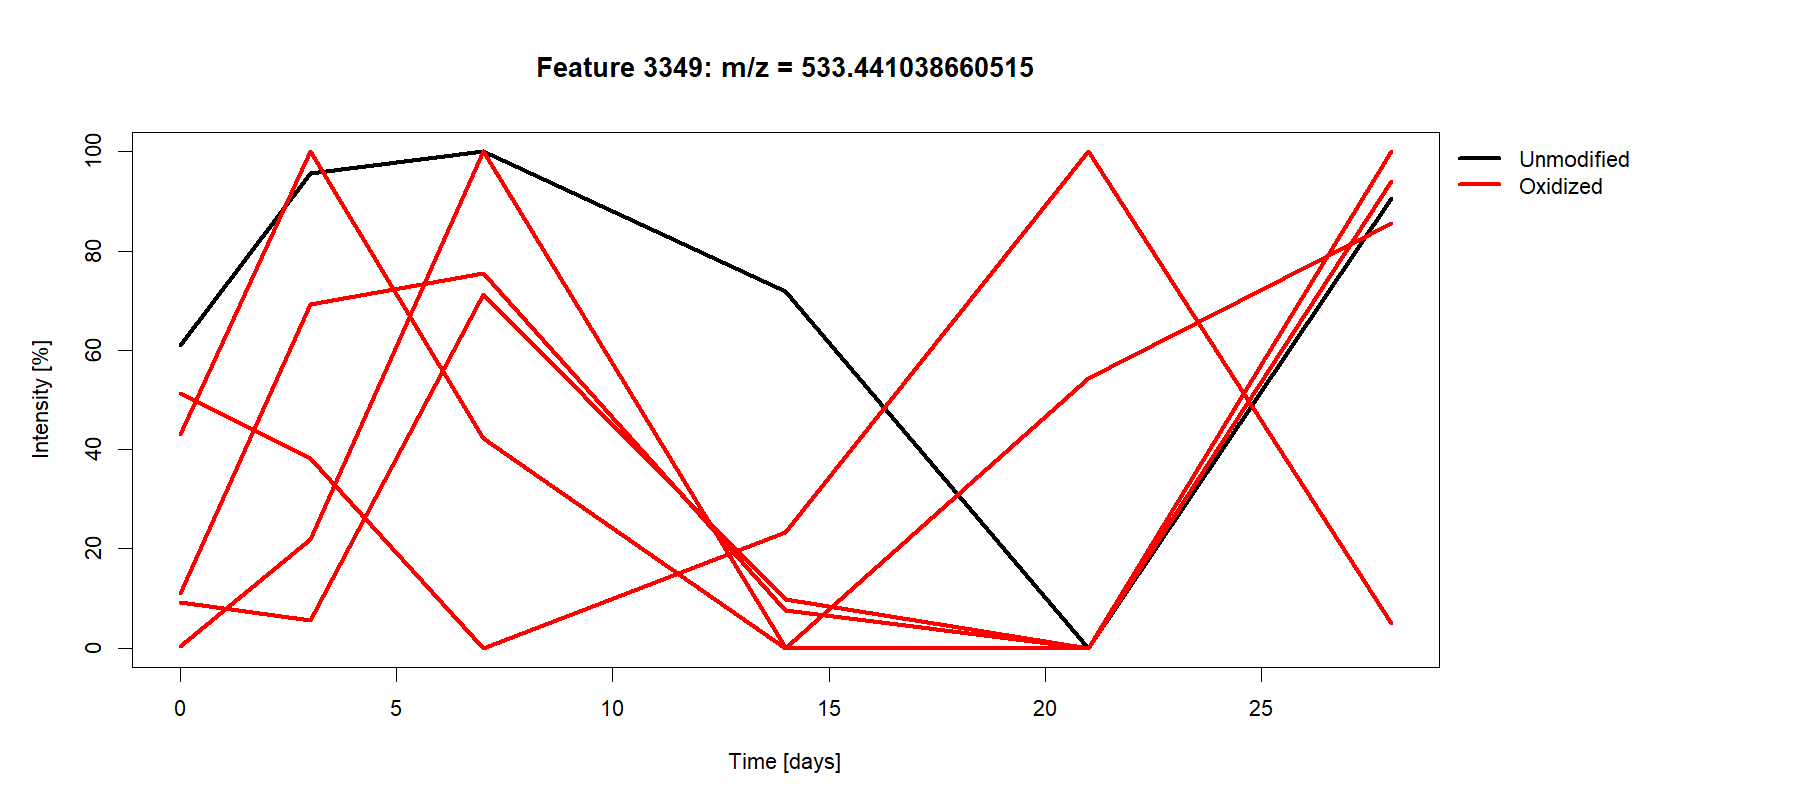 Feature 3349: m/z = 533.441038660515
Unmodified
Oxidized
Intensity [%]
100
80
60
40
20
0
0 5 10 15 20 25
Time [days]